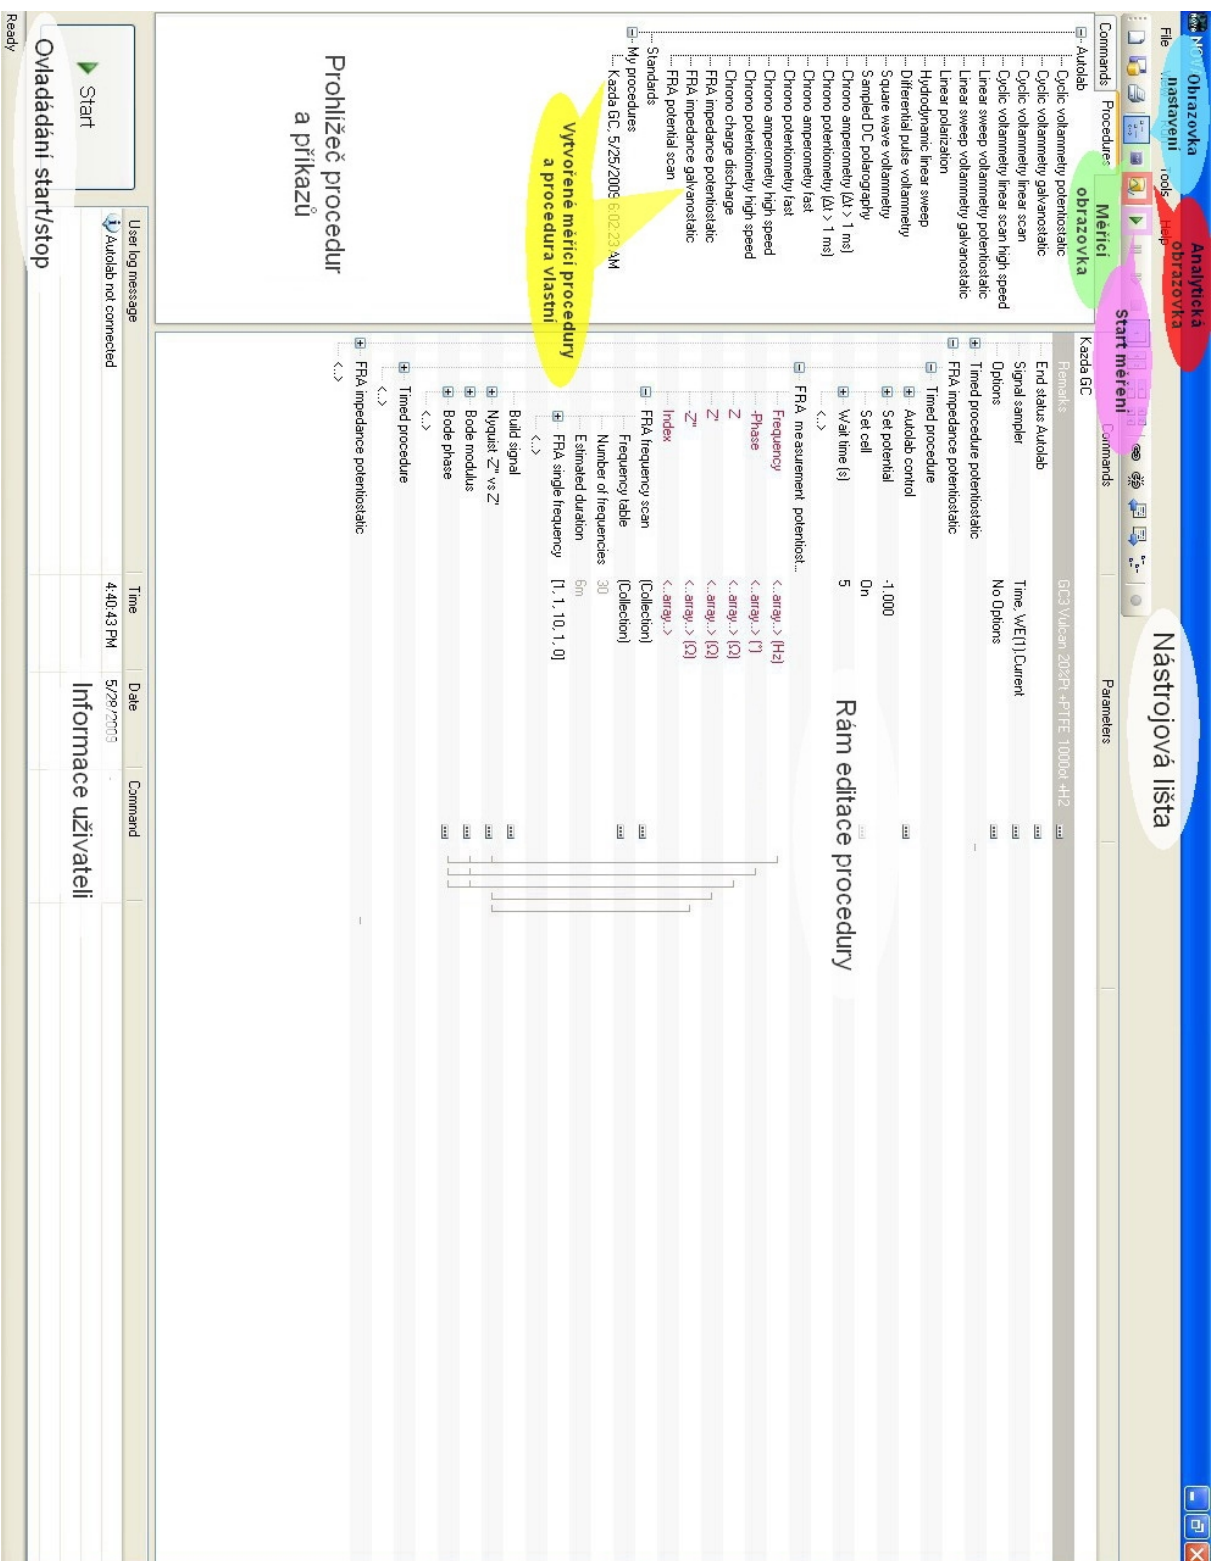 NOVA
Obrazovka
nastavení
File
Tools
Help
Analytická
obrazovka
Měřící
obrazovka
Start měření
Nástrojová lišta
Commands
Procedures
Autolab
Cyclic voltammetry potentiostatic
Cyclic voltammetry galvanostatic
Cyclic voltammetry linear scan
Cyclic voltammetry linear scan high speed
Linear sweep voltammetry potentiostatic
Linear sweep voltammetry galvanostatic
Linear polarization
Hydrodynamic linear sweep
Differential pulse voltammetry
Square wave voltammetry
Sampled DC polarography
Chrono amperometry (Δt > 1 ms)
Chrono potentiometry (Δt > 1 ms)
Chrono amperometry fast
Chrono potentiometry fast
Chrono amperometry high speed
Chrono potentiometry high speed
Chrono charge discharge
FRA impedance potentiostatic
FRA impedance galvanostatic
FRA potential scan
Standards
My procedures
Kazda GC, 5/25/2009 6:02:23 AM
Vytvořené měřící procedury
a procedura vlastní
Prohlížeč procedur
a příkazů
Kazda GC
Commands
Parameters
Remarks GC3 Vulcan 20%Pt +PTFE 1000ot +H2 ...
End status Autolab ...
Signal sampler Time, WE(1).Current ...
Options No Options ...
Timed procedure potentiostatic
FRA impedance potentiostatic
Timed procedure
Autolab control ...
Set potential -1.000
Set cell On ...
Wait time (s) 5
<..>
Rám editace procedury
FRA measurement potentiost...
Frequency <..array..> (Hz)
-Phase <..array..> (°)
Z <..array..> (Ω)
Z' <..array..> (Ω)
-Z'' <..array..> (Ω)
Index <..array..>
FRA frequency scan (Collection) ...
Frequency table (Collection) ...
Number of frequencies 30
Estimated duration 6m
FRA single frequency [1, 1, 10, 1, 0]
<..>
Build signal ...
Nyquist -Z'' vs Z' ...
Bode modulus ...
Bode phase ...
<..>
Timed procedure
<..>
FRA impedance potentiostatic
<..>
User log message Time Date Command
Autolab not connected 4:40:43 PM 5/28/2009 -
Start
Informace uživateli
Ovladádání start/stop
Ready